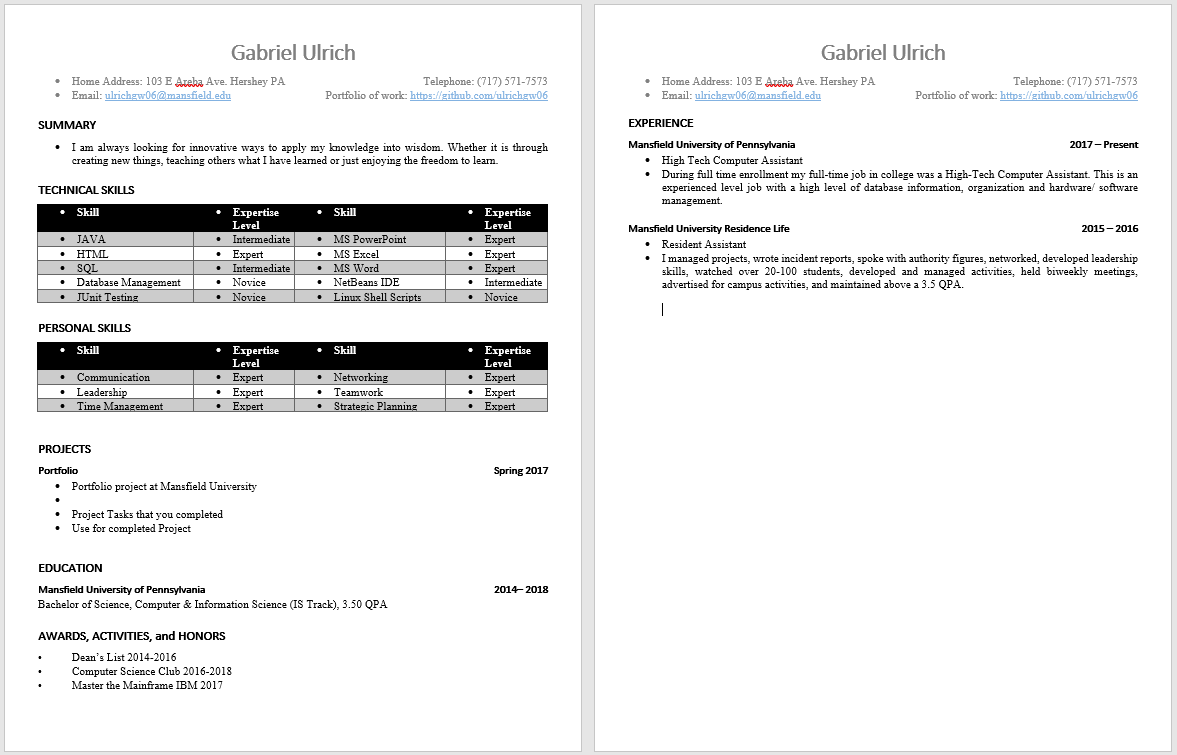 Gabriel Ulrich
• Home Address: 103 E Areba Ave. Hershey PA Telephone: (717) 571-7573
• Email: ulrichgw06@mansfield.edu Portfolio of work: https://github.com/ulrichgw06
SUMMARY
• I am always looking for innovative ways to apply my knowledge into wisdom. Whether it is through
creating new things, teaching others what I have learned or just enjoying the freedom to learn.
TECHNICAL SKILLS
• Skill • Expertise Level • Skill • Expertise Level
• JAVA • Intermediate • MS PowerPoint • Expert
• HTML • Expert • MS Excel • Expert
• SQL • Intermediate • MS Word • Expert
• Database Management • Novice • NetBeans IDE • Intermediate
• JUnit Testing • Novice • Linux Shell Scripts • Novice
PERSONAL SKILLS
• Skill • Expertise Level • Skill • Expertise Level
• Communication • Expert • Networking • Expert
• Leadership • Expert • Teamwork • Expert
• Time Management • Expert • Strategic Planning • Expert
PROJECTS
Portfolio Spring 2017
• Portfolio project at Mansfield University
•
• Project Tasks that you completed
• Use for completed Project
EDUCATION
Mansfield University of Pennsylvania 2014– 2018
Bachelor of Science, Computer & Information Science (IS Track), 3.50 QPA
AWARDS, ACTIVITIES, and HONORS
• Dean's List 2014-2016
• Computer Science Club 2016-2018
• Master the Mainframe IBM 2017
Gabriel Ulrich
• Home Address: 103 E Areba Ave. Hershey PA Telephone: (717) 571-7573
• Email: ulrichgw06@mansfield.edu Portfolio of work: https://github.com/ulrichgw06
EXPERIENCE
Mansfield University of Pennsylvania 2017 – Present
• High Tech Computer Assistant
• During full time enrollment my full-time job in college was a High-Tech Computer Assistant. This is an
experienced level job with a high level of database information, organization and hardware/ software
management.
Mansfield University Residence Life 2015 – 2016
• Resident Assistant
• I managed projects, wrote incident reports, spoke with authority figures, networked, developed leadership
skills, watched over 20-100 students, developed and managed activities, held biweekly meetings,
advertised for campus activities, and maintained above a 3.5 QPA.